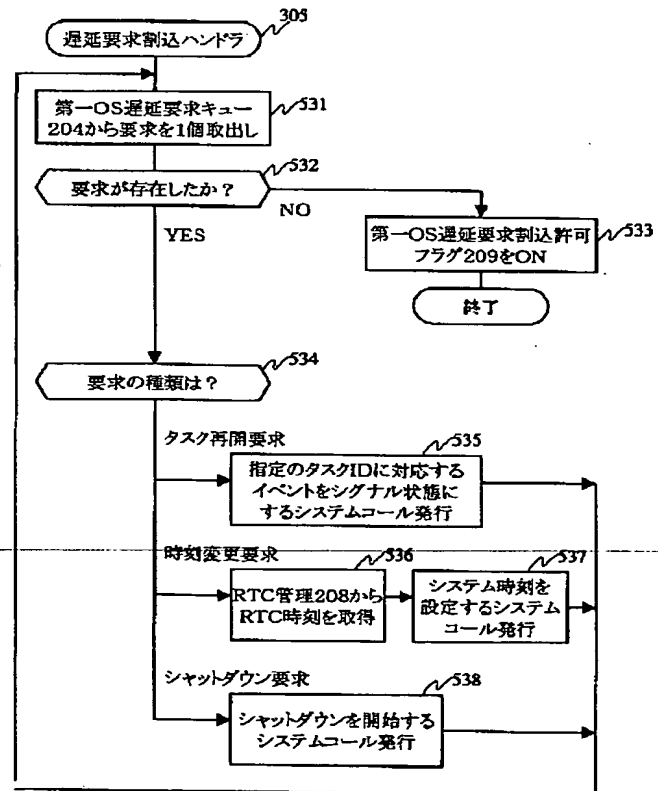 305
遅延要求割込ハンドラ
531
第一OS遅延要求キュー
204から要求を1個取出し
532
要求が存在したか？
NO
YES
533
第一OS遅延要求割込許可
フラグ209をON
終了
534
要求の種類は？
タスク再開要求
535
指定のタスクIDに対応する
イベントをシグナル状態に
するシステムコール発行
時刻変更要求
536
RTC管理208から
RTC時刻を取得
537
システム時刻を
設定するシステム
コール発行
シャットダウン要求
538
シャットダウンを開始する
システムコール発行